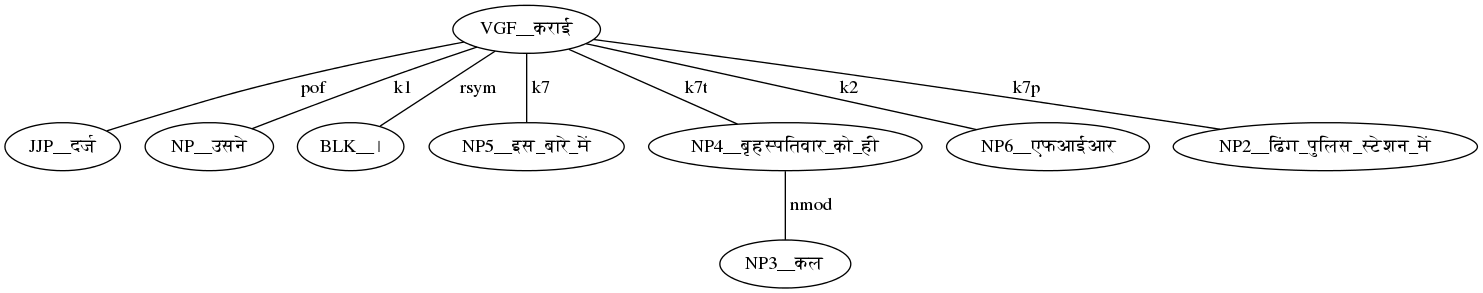 VGF__कराई
pof k1 rsym k7 k7t k2 k7p
JJP__दर्ज NP__उसने BLK__। NP5__इस_बारे_में NP4__बृहस्पतिवार_को_ही NP6__एफआईआर NP2__ढिंग_पुलिस_स्टेशन_में
nmod
NP3__कल